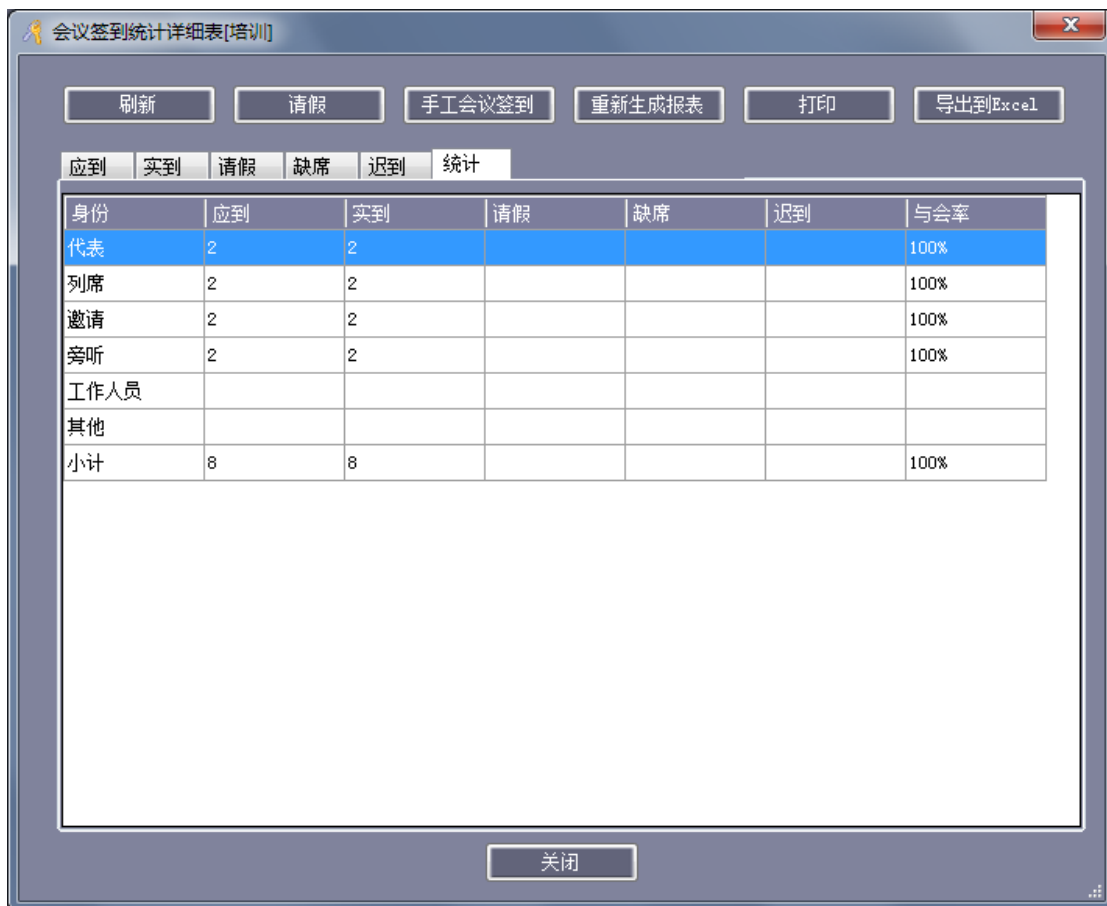 会议签到统计详细表[培训]
刷新 请假 手工会议签到 重新生成报表 打印 导出到Excel
应到 实到 请假 缺席 迟到 统计
身份 应到 实到 请假 缺席 迟到 与会率
代表 2 2 100%
列席 2 2 100%
邀请 2 2 100%
旁听 2 2 100%
工作人员
其他
小计 8 8 100%
关闭